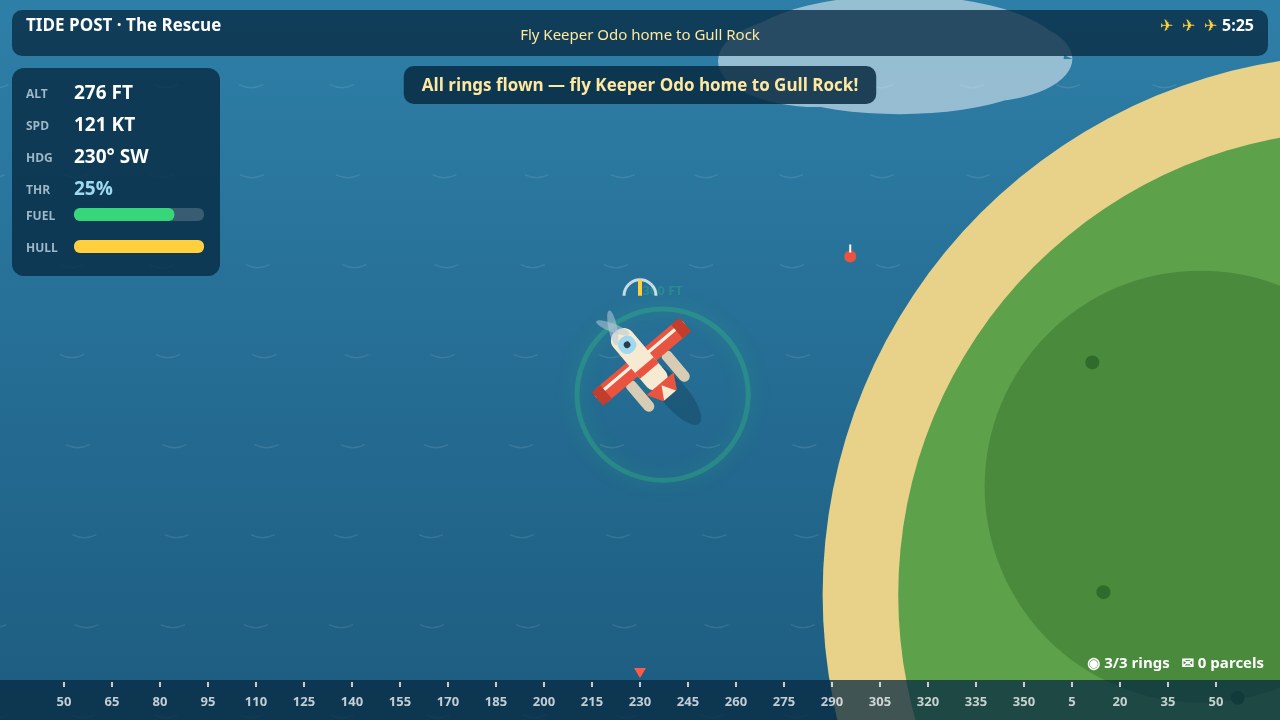 TIDE POST · The Rescue
Fly Keeper Odo home to Gull Rock
✈ ✈ ✈ 5:25
All rings flown — fly Keeper Odo home to Gull Rock!
ALT 276 FT
SPD 121 KT
HDG 230° SW
THR 25%
FUEL
HULL
FT
◉ 3/3 rings ✉ 0 parcels
50 65 80 95 110 125 140 155 170 185 200 215 230 245 260 275 290 305 320 335 350 5 20 35 50